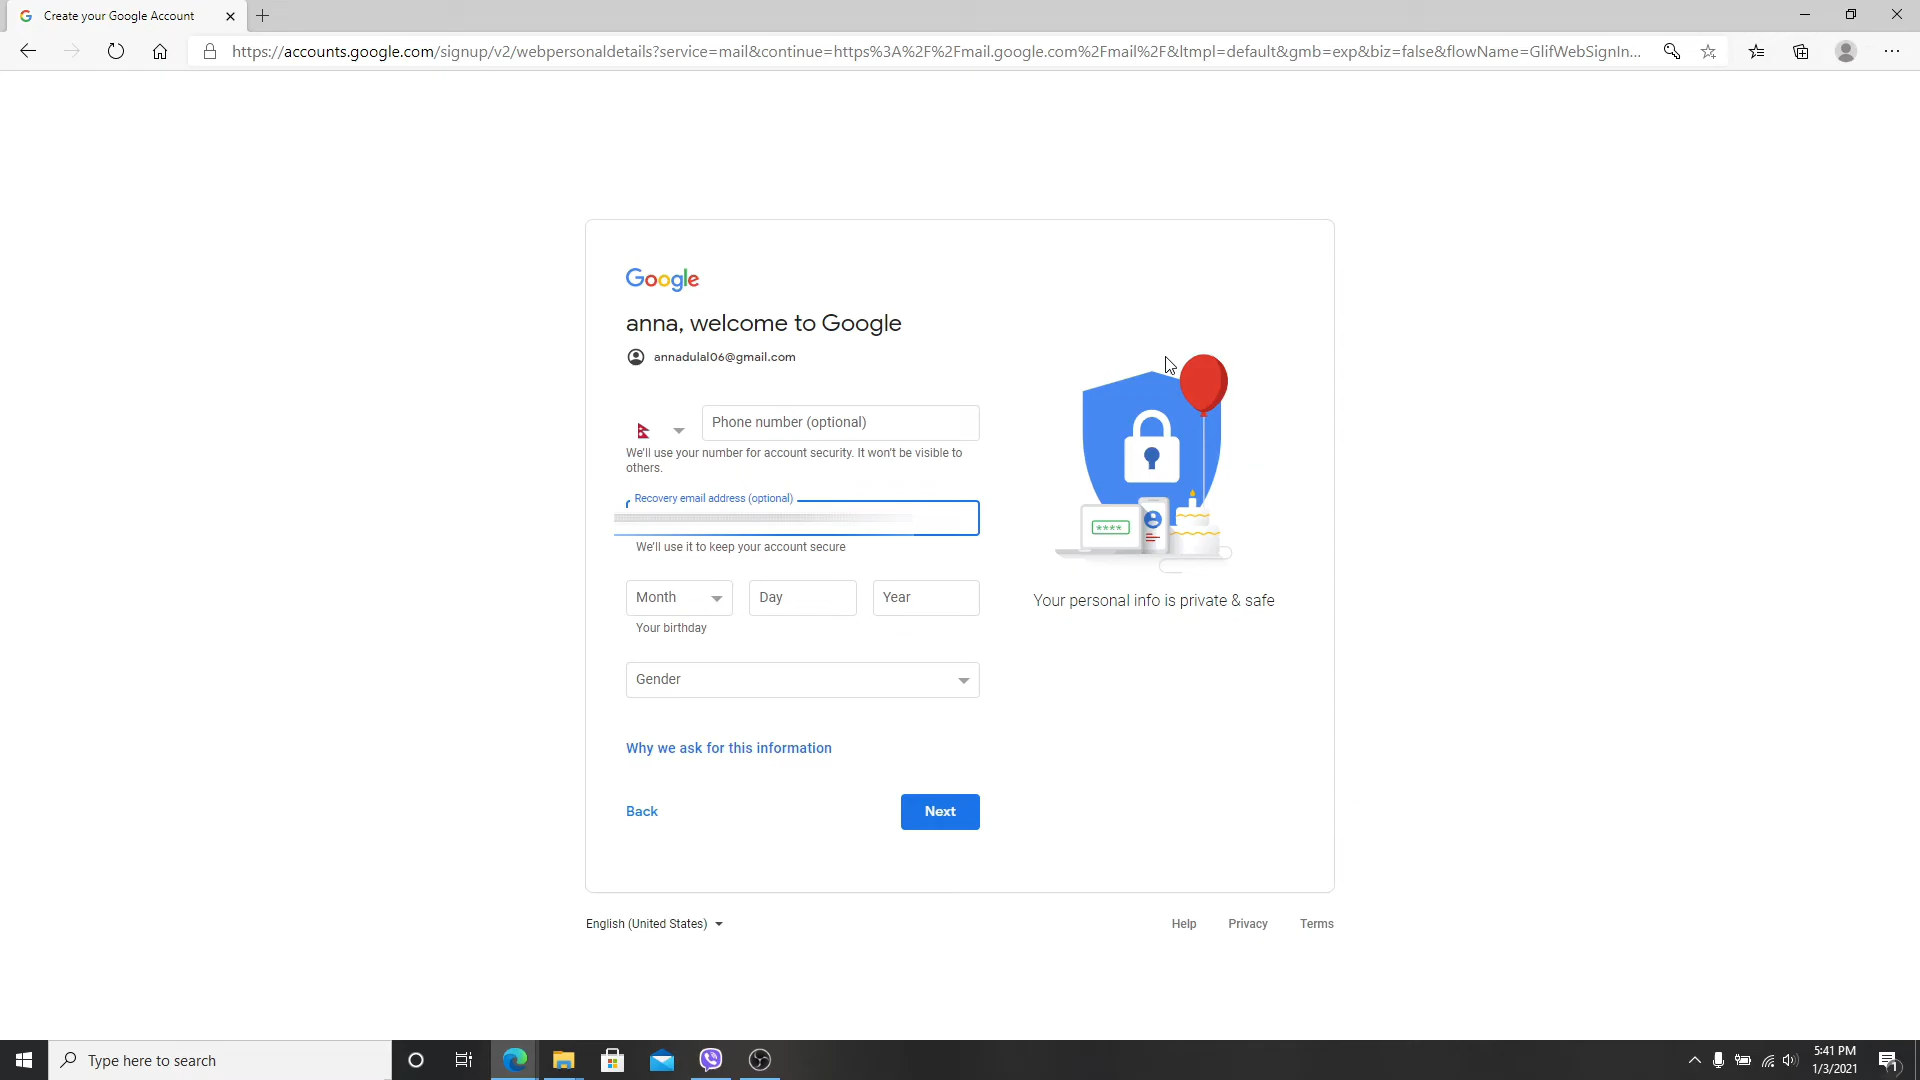 Create your Google Account
https://accounts.google.com/signup/v2/webpersonaldetails?service=mail&continue=https%3A%2F%2Fmail.google.com%2Fmail%2F&ltmpl=default&gmb=exp&biz=false&flowName=GlifWebSignIn...
Google
anna, welcome to Google
annadulal06@gmail.com
Phone number (optional)
We'll use your number for account security. It won't be visible to
others.
Recovery email address (optional)
We'll use it to keep your account secure
Month Day Year
Your birthday
Gender
Why we ask for this information
Back Next
****
Your personal info is private & safe
English (United States) Help Privacy Terms
Type here to search
5:41 PM
1/3/2021
1